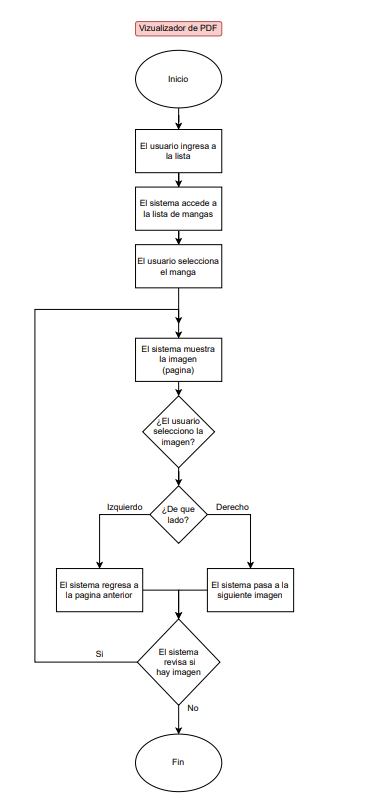 Vizualizador de PDF
Inicio
El usuario ingresa a
la lista
El sistema accede a
la lista de mangas
El usuario selecciona
el manga
El sistema muestra
la imagen
(pagina)
¿El usuario
selecciono la
imagen?
¿De que
lado?
Izquierdo
Derecho
El sistema regresa a
la pagina anterior
El sistema pasa a la
siguiente imagen
El sistema
revisa si
hay imagen
Si
No
Fin